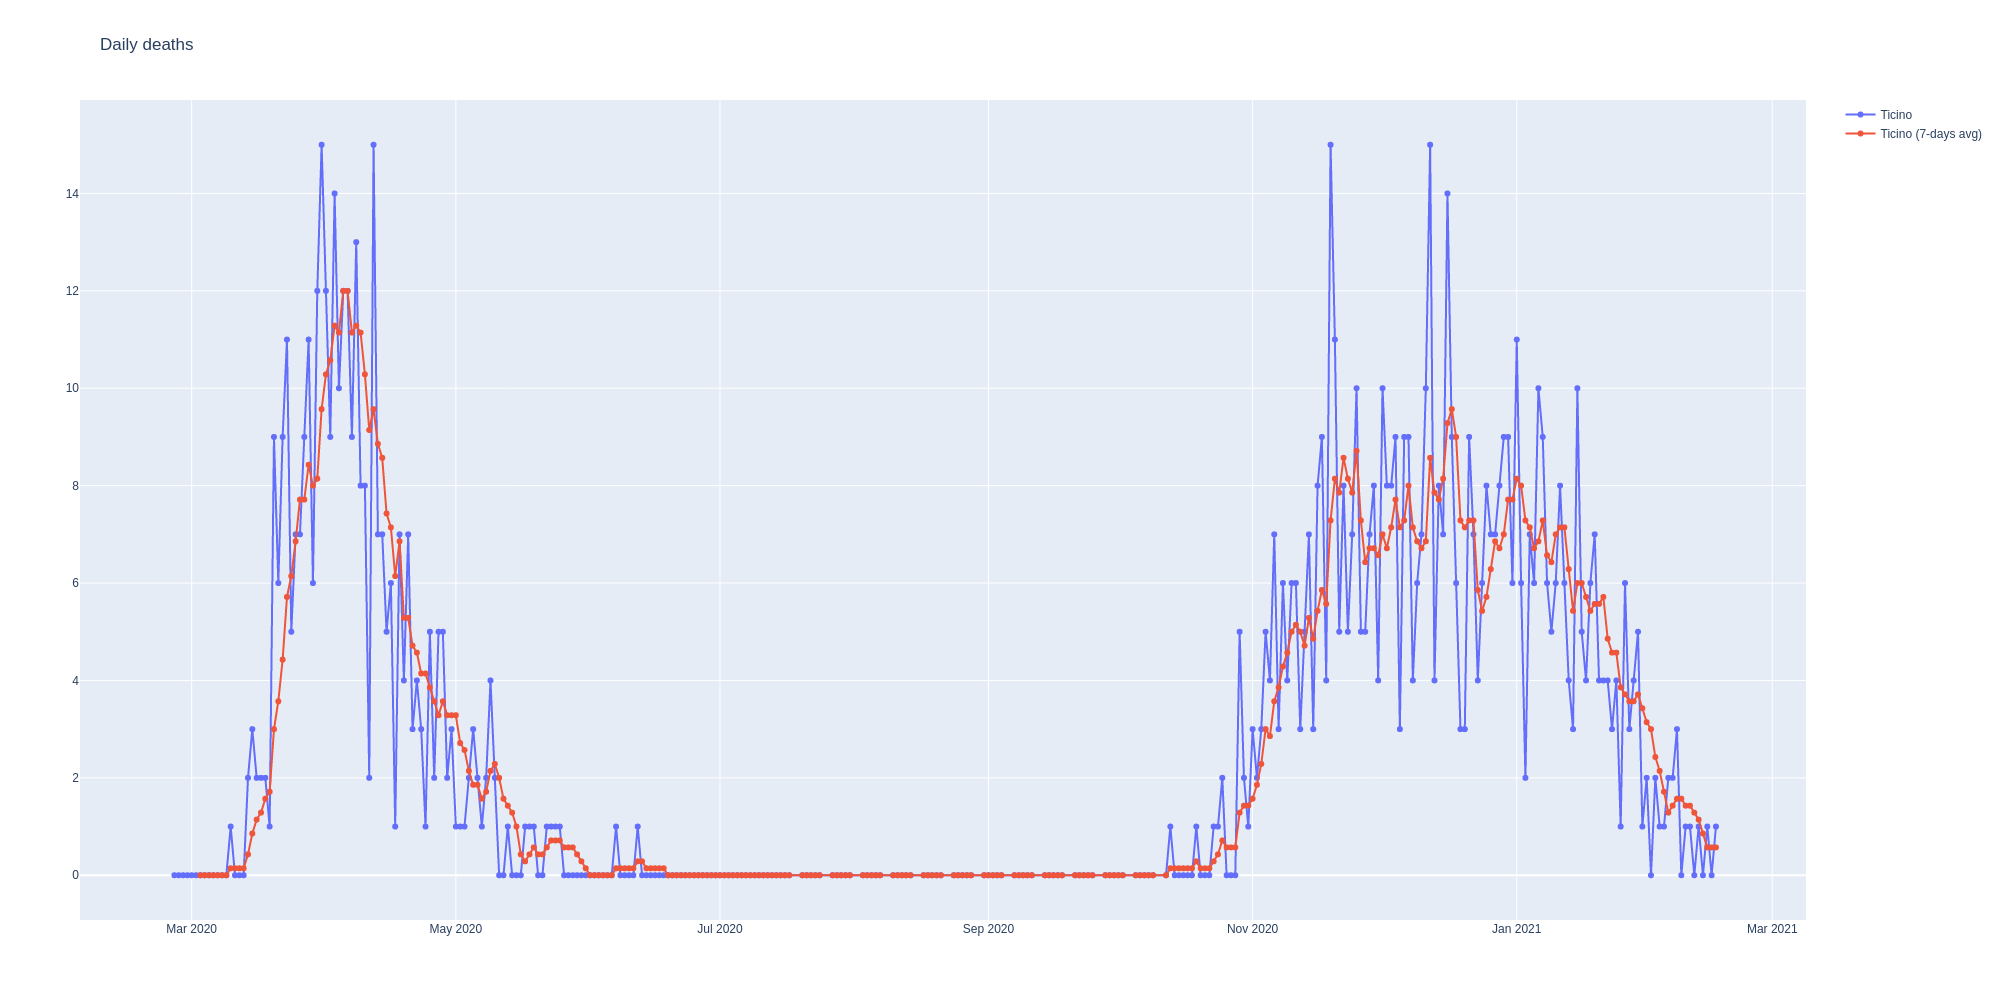 Daily deaths
Ticino
Ticino (7-days avg)
14
12
10
8
6
4
2
0
Mar 2020
May 2020
Jul 2020
Sep 2020
Nov 2020
Jan 2021
Mar 2021